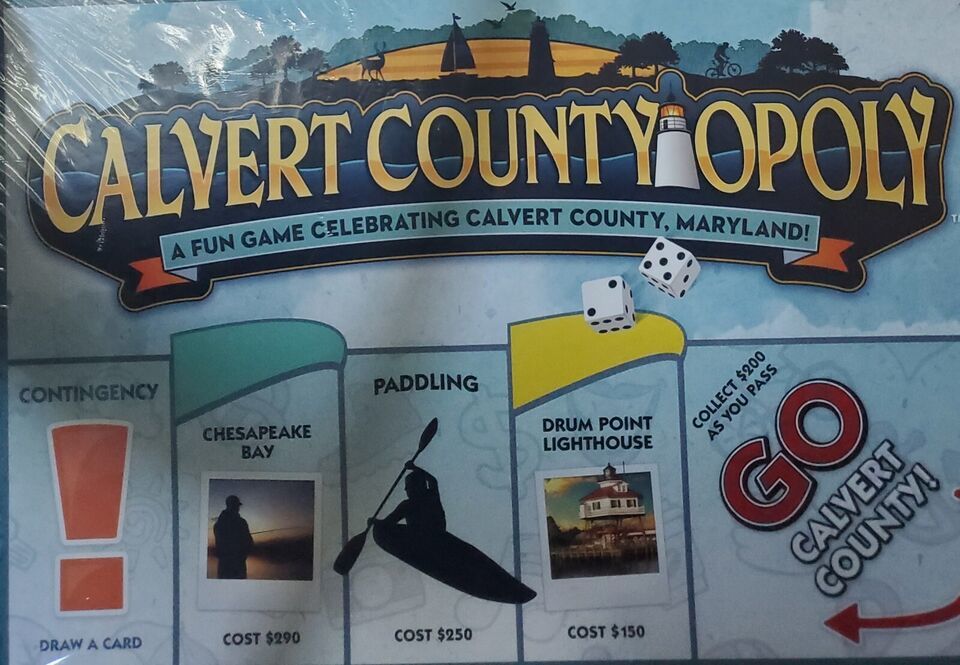 CALVERT COUNTY OPOLY
TM
A FUN GAME CELEBRATING CALVERT COUNTY, MARYLAND!
CONTINGENCY
!
DRAW A CARD
CHESAPEAKE
BAY
COST $290
PADDLING
COST $250
DRUM POINT
LIGHTHOUSE
COST $150
COLLECT $200
AS YOU PASS
GO
CALVERT
COUNTY!